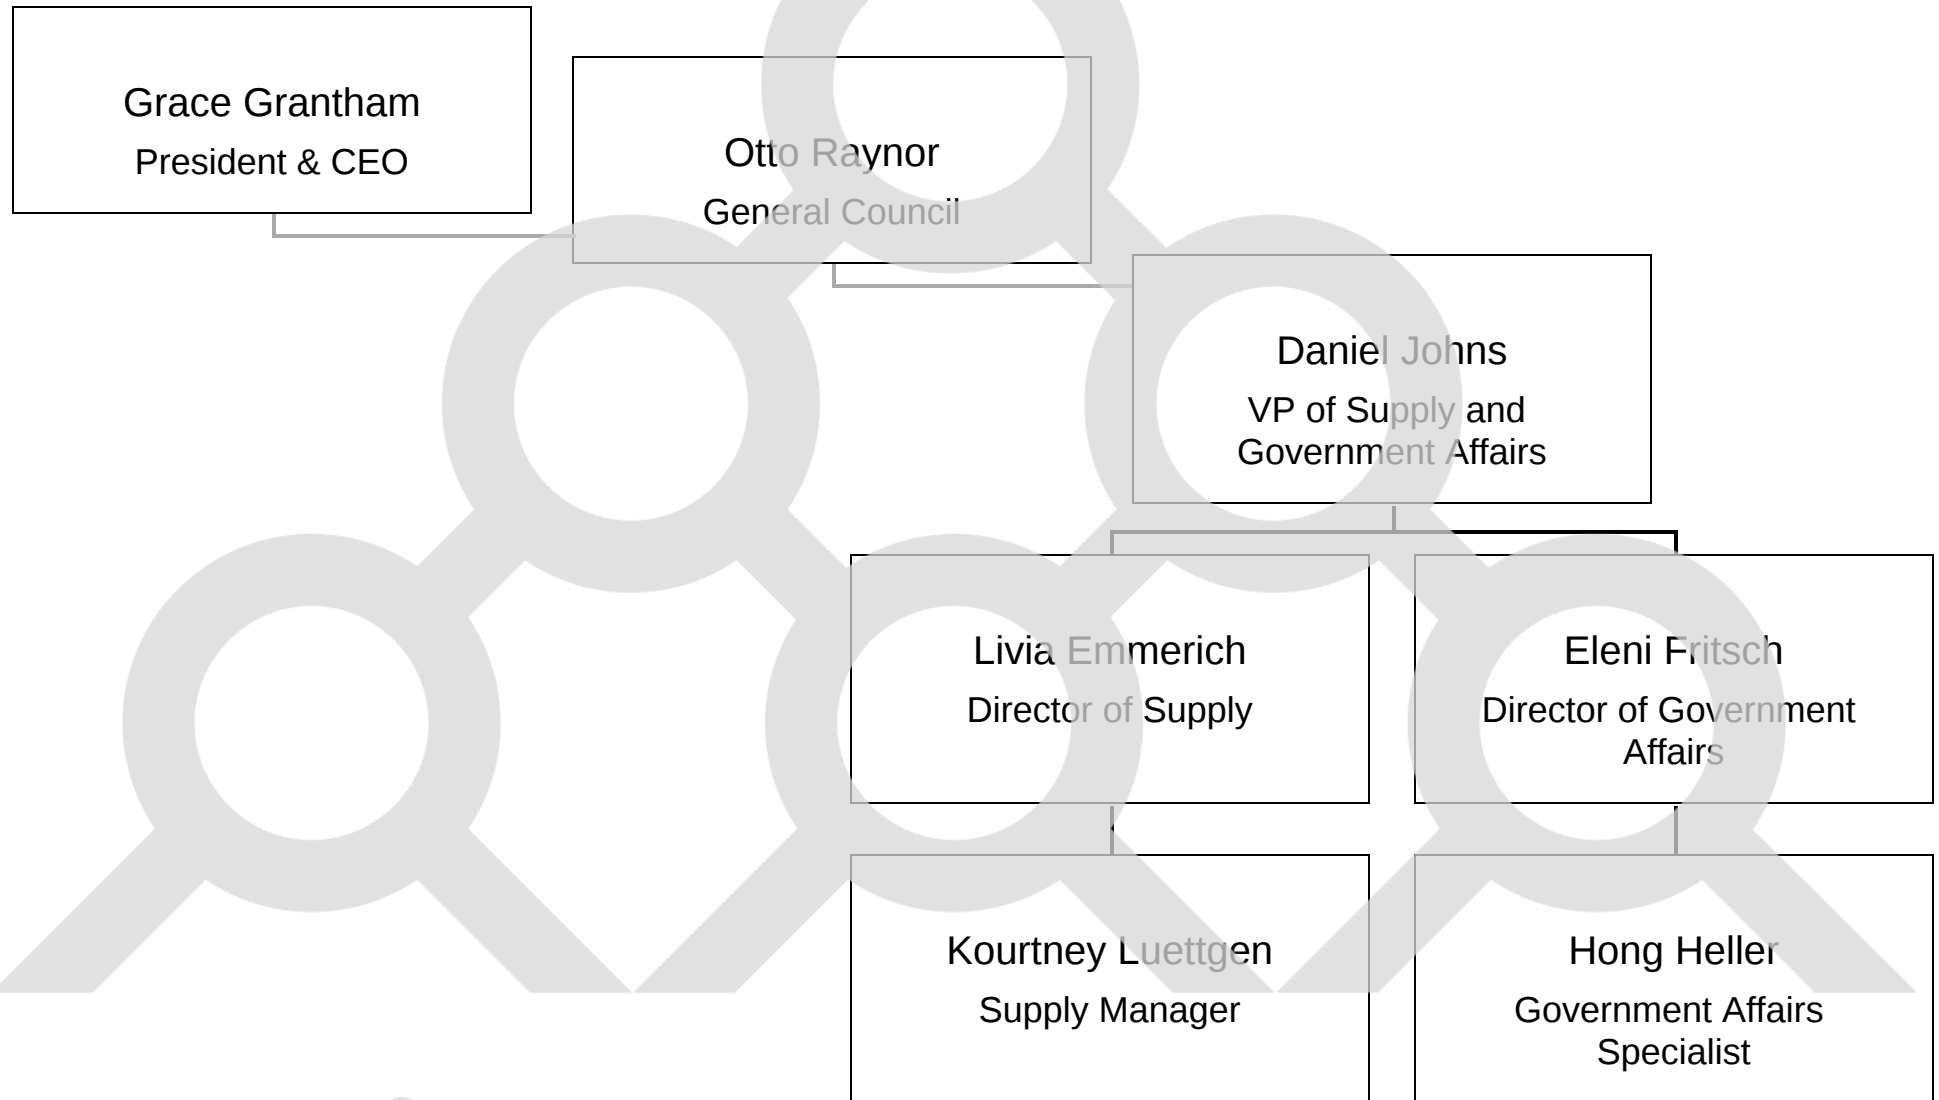 Grace Grantham
President & CEO
Otto Raynor
General Council
Daniel Johns
VP of Supply and
Government Affairs
Livia Emmerich
Director of Supply
Eleni Fritsch
Director of Government
Affairs
Kourtney Luettgen
Supply Manager
Hong Heller
Government Affairs
Specialist